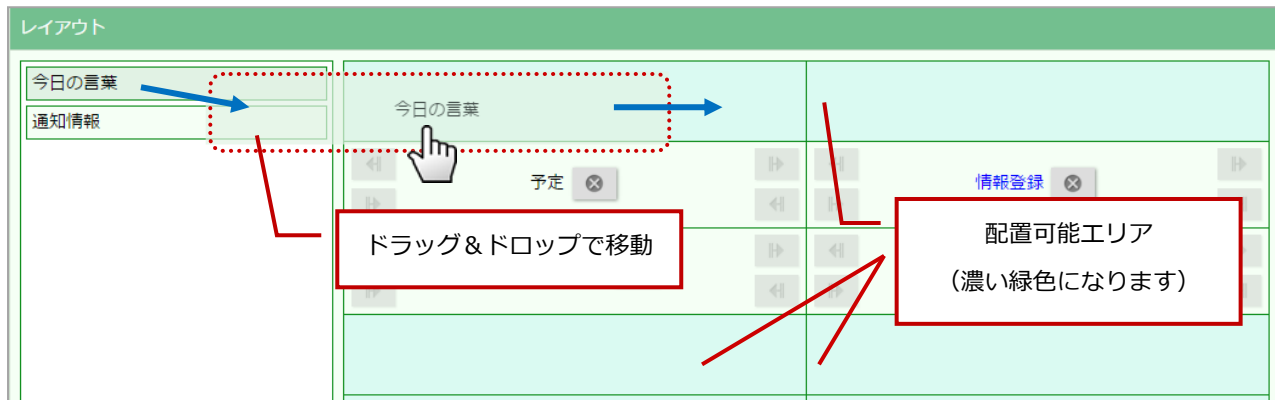 レイアウト
今日の言葉
通知情報
今日の言葉
予定
情報登録
ドラッグ＆ドロップで移動
配置可能エリア
（濃い緑色になります）